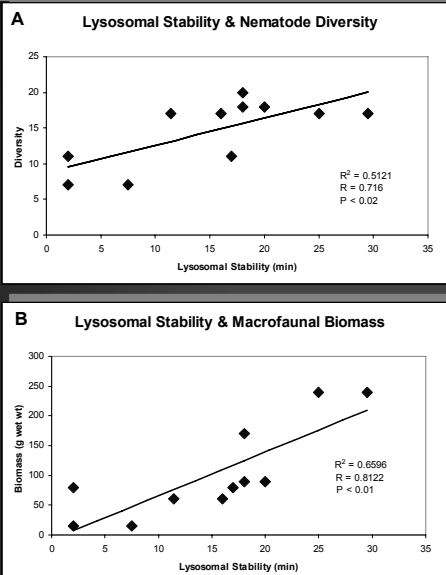 A
Lysosomal Stability & Nematode Diversity
25
20
15
10
5
0
Diversity
R² = 0.5121
R = 0.716
P < 0.02
0 5 10 15 20 25 30 35
Lysosomal Stability (min)
B
Lysosomal Stability & Macrofaunal Biomass
300
250
200
150
100
50
0
Biomass (g wet wt)
R² = 0.6596
R = 0.8122
P < 0.01
0 5 10 15 20 25 30 35
Lysosomal Stability (min)